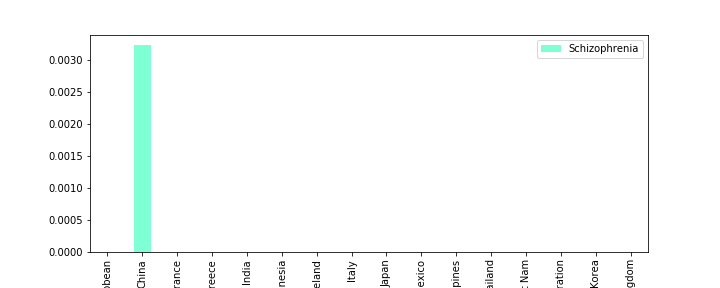 Schizophrenia
0.0030
0.0025
0.0020
0.0015
0.0010
0.0005
0.0000
bbean
China
rance
reece
India
nesia
eland
Italy
Japan
exico
pines
ailand
t Nam
ration
Korea
gdom